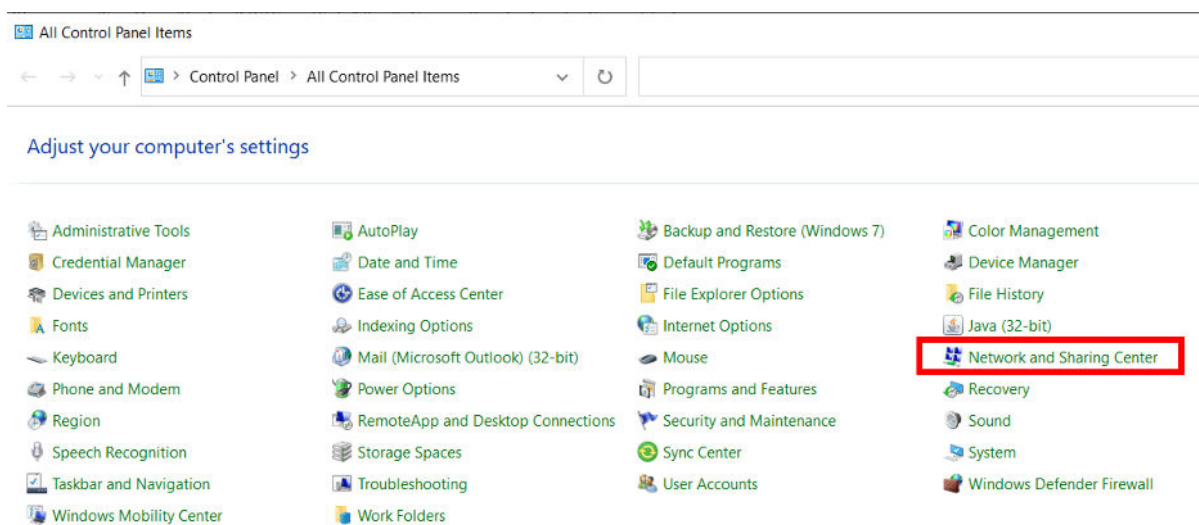 All Control Panel Items
Control Panel > All Control Panel Items
Adjust your computer's settings
Administrative Tools
AutoPlay
Backup and Restore (Windows 7)
Color Management
Credential Manager
Date and Time
Default Programs
Device Manager
Devices and Printers
Ease of Access Center
File Explorer Options
File History
Fonts
Indexing Options
Internet Options
Java (32-bit)
Keyboard
Mail (Microsoft Outlook) (32-bit)
Mouse
Network and Sharing Center
Phone and Modem
Power Options
Programs and Features
Recovery
Region
RemoteApp and Desktop Connections
Security and Maintenance
Sound
Speech Recognition
Storage Spaces
Sync Center
System
Taskbar and Navigation
Troubleshooting
User Accounts
Windows Defender Firewall
Windows Mobility Center
Work Folders